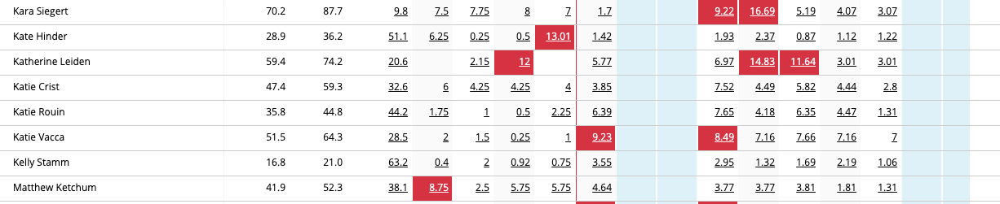 Kara Siegert 70.2 87.7 9.8 7.5 7.75 8 7 1.7 9.22 16.69 5.19 4.07 3.07
Kate Hinder 28.9 36.2 51.1 6.25 0.25 0.5 13.01 1.42 1.93 2.37 0.87 1.12 1.22
Katherine Leiden 59.4 74.2 20.6 2.15 12 5.77 6.97 14.83 11.64 3.01 3.01
Katie Crist 47.4 59.3 32.6 6 4.25 4.25 4 3.85 7.52 4.49 5.82 4.44 2.8
Katie Rouin 35.8 44.8 44.2 1.75 1 0.5 2.25 6.39 7.65 4.18 6.35 4.47 1.31
Katie Vacca 51.5 64.3 28.5 2 1.5 0.25 1 9.23 8.49 7.16 7.66 7.16 7
Kelly Stamm 16.8 21.0 63.2 0.4 2 0.92 0.75 3.55 2.95 1.32 1.69 2.19 1.06
Matthew Ketchum 41.9 52.3 38.1 8.75 2.5 5.75 5.75 4.64 3.77 3.77 3.81 1.81 1.31